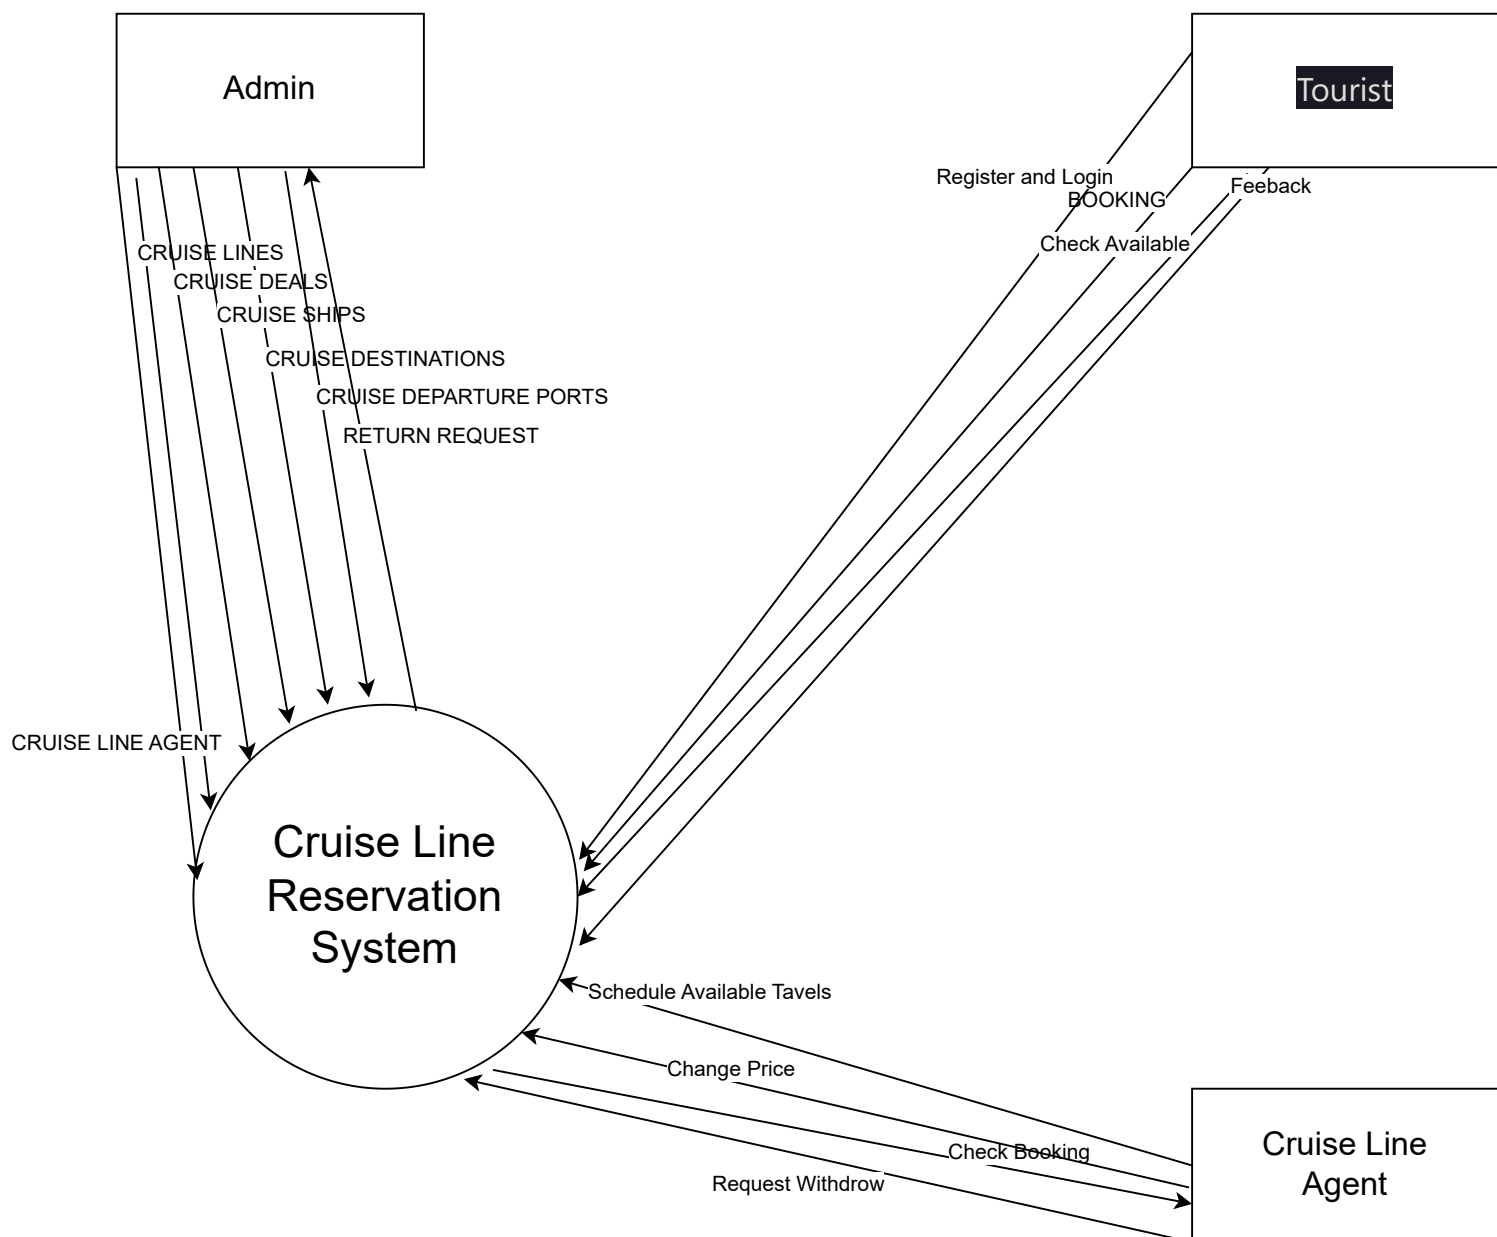 Admin
Tourist
Register and Login
BOOKING
Feeback
Check Available
CRUISE LINES
CRUISE DEALS
CRUISE SHIPS
CRUISE DESTINATIONS
CRUISE DEPARTURE PORTS
RETURN REQUEST
CRUISE LINE AGENT
Cruise Line
Reservation
System
Schedule Available Tavels
Change Price
Check Booking
Request Withdrow
Cruise Line
Agent